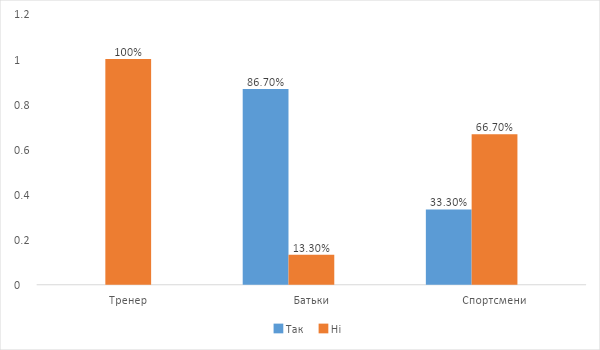 1.2
1
0.8
0.6
0.4
0.2
0
100%
86.70%
13.30%
33.30%
66.70%
Тренер
Батьки
Спортсмени
Так
Ні